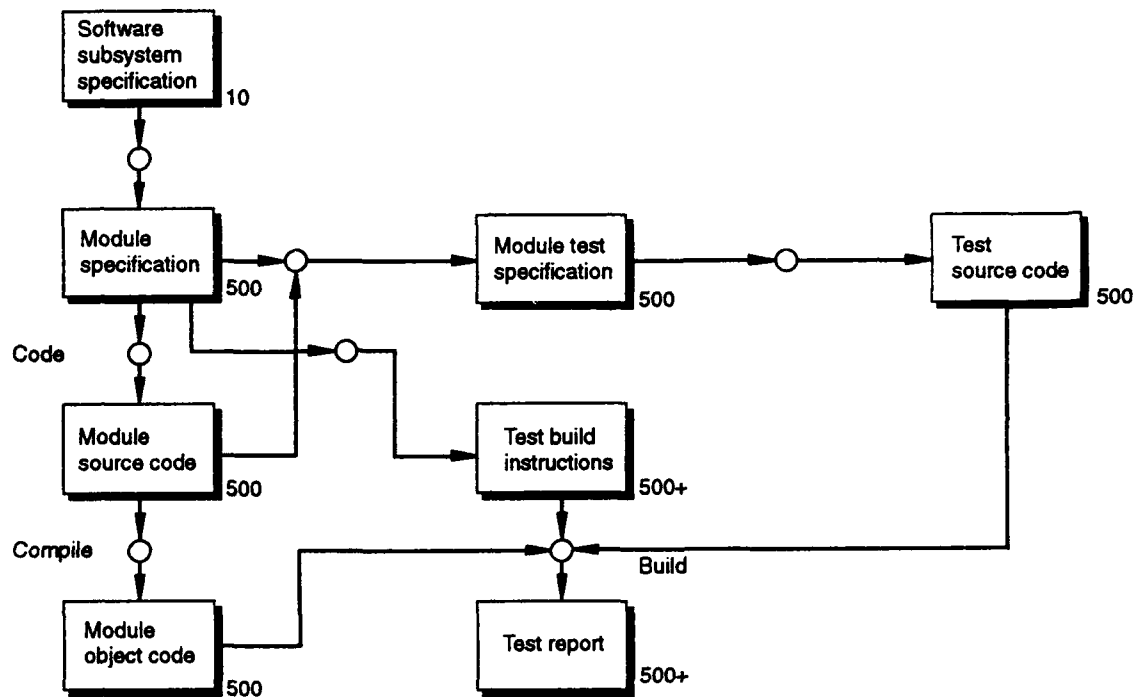 Software
subsystem
specification
10
Module
specification
500
Module test
specification
500
Test
source code
500
Code
Module
source code
500
Test build
instructions
500+
Compile
Build
Module
object code
500
Test report
500+